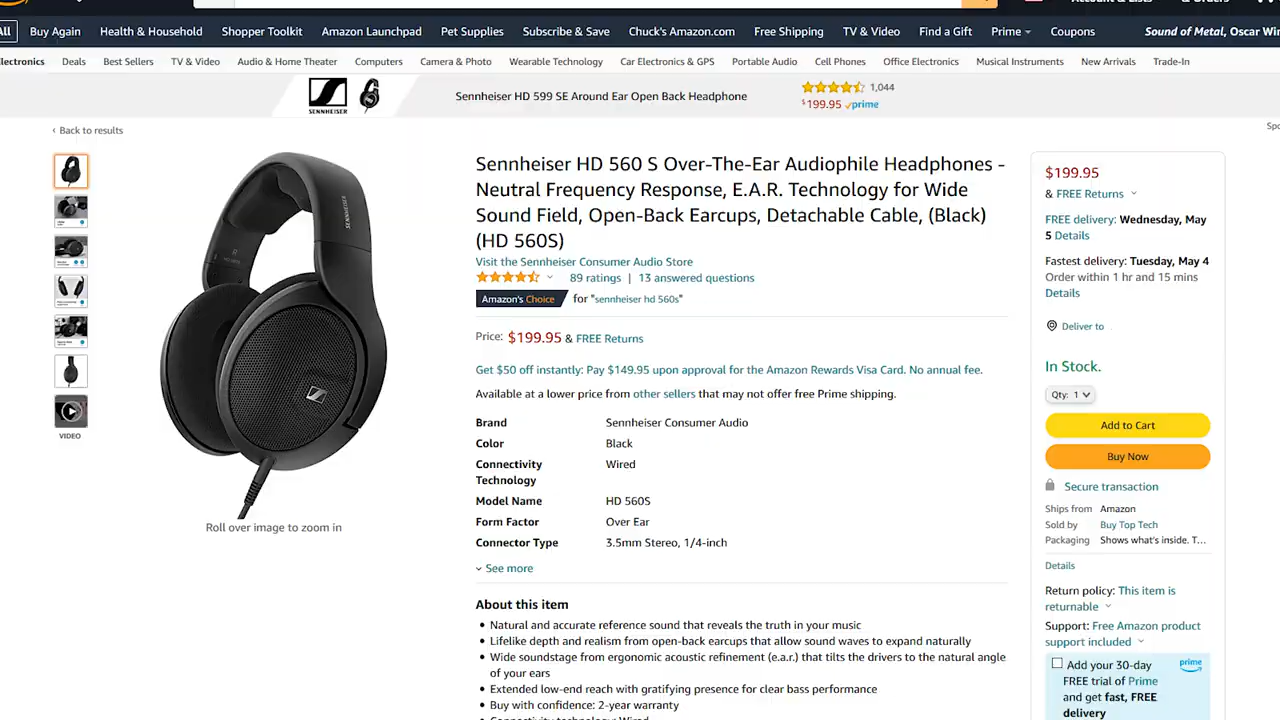 All
Buy Again
Health & Household
Shopper Toolkit
Amazon Launchpad
Pet Supplies
Subscribe & Save
Chuck's Amazon.com
Free Shipping
TV & Video
Find a Gift
Prime
Coupons
Sound of Metal, Oscar
Electronics
Deals
Best Sellers
TV & Video
Audio & Home Theater
Computers
Camera & Photo
Wearable Technology
Car Electronics & GPS
Portable Audio
Cell Phones
Office Electronics
Musical Instruments
New Arrivals
Trade-In
SENNHEISER
Sennheiser HD 599 SE Around Ear Open Back Headphone
1,044
$199.95 prime
‹ Back to results
VIDEO
SENNHEISER
Roll over image to zoom in
Sennheiser HD 560 S Over-The-Ear Audiophile Headphones -
Neutral Frequency Response, E.A.R. Technology for Wide
Sound Field, Open-Back Earcups, Detachable Cable, (Black)
(HD 560S)
Visit the Sennheiser Consumer Audio Store
89 ratings | 13 answered questions
Amazon's Choice for "sennheiser hd 560s"
Price: $199.95 & FREE Returns
Get $50 off instantly: Pay $149.95 upon approval for the Amazon Rewards Visa Card. No annual fee.
Available at a lower price from other sellers that may not offer free Prime shipping.
Brand Sennheiser Consumer Audio
Color Black
Connectivity Wired
Technology
Model Name HD 560S
Form Factor Over Ear
Connector Type 3.5mm Stereo, 1/4-inch
See more
About this item
• Natural and accurate reference sound that reveals the truth in your music
• Lifelike depth and realism from open-back earcups that allow sound waves to expand naturally
• Wide soundstage from ergonomic acoustic refinement (e.a.r.) that tilts the drivers to the natural angle
of your ears
• Extended low-end reach with gratifying presence for clear bass performance
• Buy with confidence: 2-year warranty
• Connectivity technology: Wired
$199.95
& FREE Returns
FREE delivery: Wednesday, May
5 Details
Fastest delivery: Tuesday, May 4
Order within 1 hr and 15 mins
Details
Deliver to
In Stock.
Qty: 1
Add to Cart
Buy Now
Secure transaction
Ships from Amazon
Sold by Buy Top Tech
Packaging Shows what's inside. T...
Details
Return policy: This item is
returnable
Support: Free Amazon product
support included
Add your 30-day
FREE trial of Prime
and get fast, FREE
delivery
prime